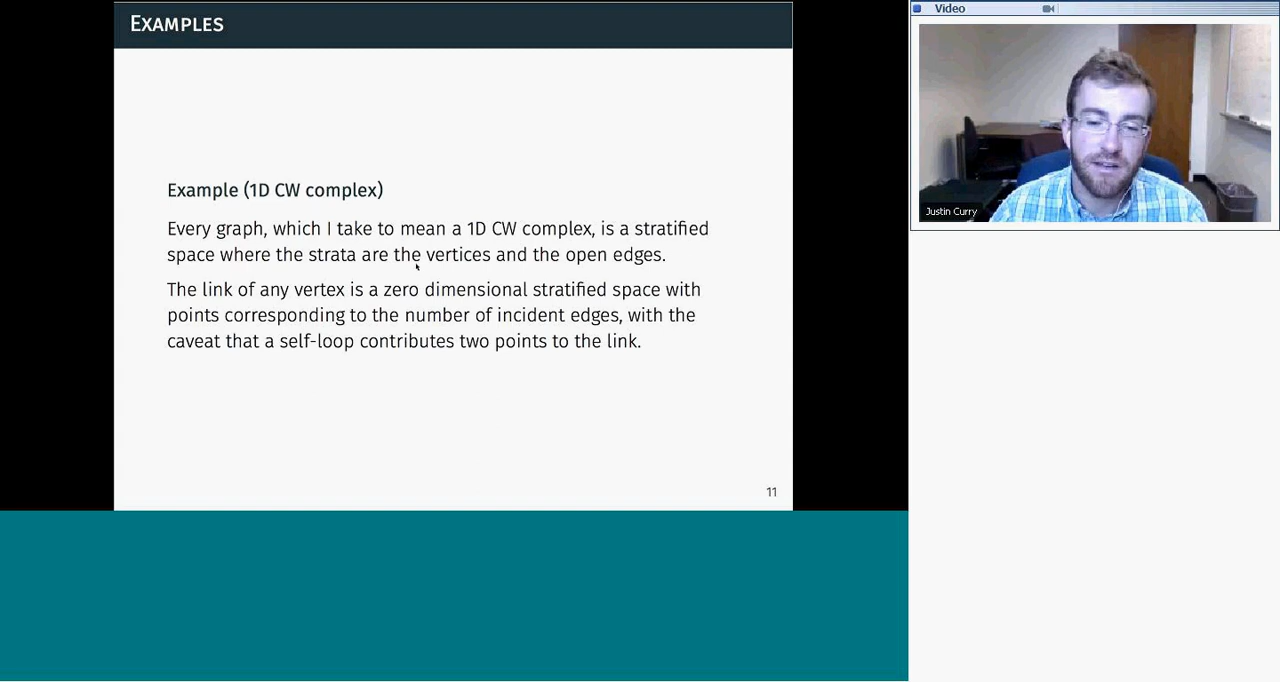 EXAMPLES
Example (1D CW complex)
Every graph, which I take to mean a 1D CW complex, is a stratified
space where the strata are the vertices and the open edges.
The link of any vertex is a zero dimensional stratified space with
points corresponding to the number of incident edges, with the
caveat that a self-loop contributes two points to the link.
11
Video
Justin Curry